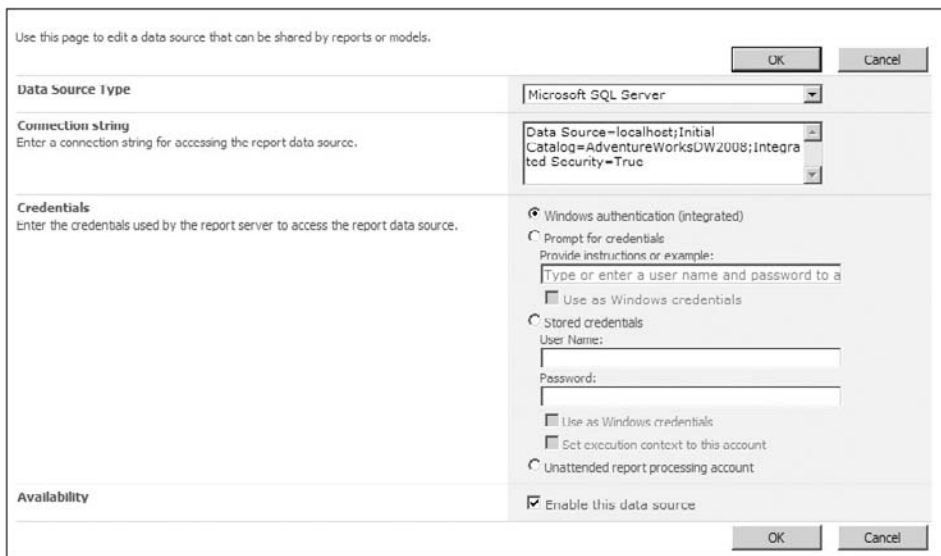 Use this page to edit a data source that can be shared by reports or models.
OK Cancel
Data Source Type
Microsoft SQL Server
Connection string
Enter a connection string for accessing the report data source.
Data Source=localhost;Initial
Catalog=AdventureWorksDW2008;Integra
ted Security=True
Credentials
Enter the credentials used by the report server to access the report data source.
Windows authentication (integrated)
Prompt for credentials
Provide instructions or example:
Type or enter a user name and password to a
Use as Windows credentials
Stored credentials
User Name:
Password:
Use as Windows credentials
Set execution context to this account
Unattended report processing account
Availability
Enable this data source
OK Cancel